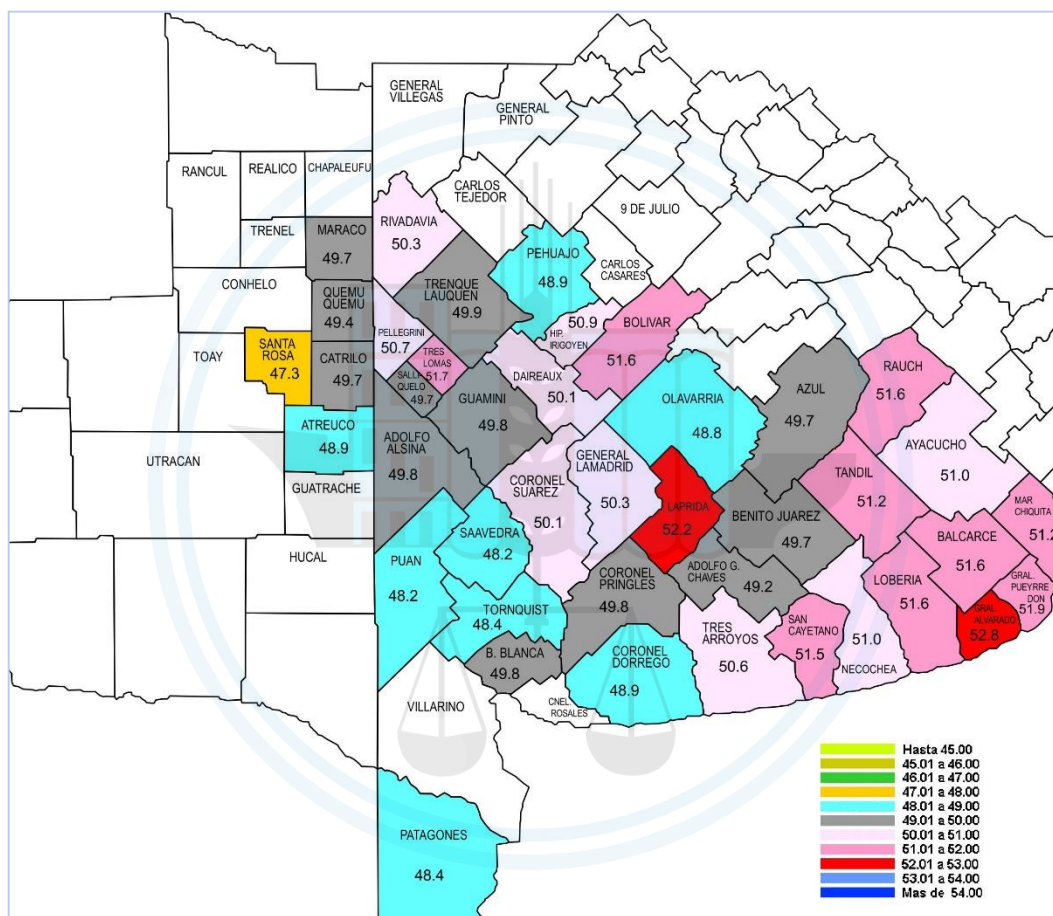 GENERAL
VILLEGAS
GENERAL
PINTO
RANCUL
REALICO
CHAPALEUFU
CARLOS
TEJEDOR
9 DE JULIO
TRENEL
MARACO
49.7
RIVADAVIA
50.3
PEHUAJO
48.9
CARLOS
CASARES
CONHELO
QUEMU
QUEMU
49.4
TRENQUE
LAUQUEN
49.9
50.9
HIP.
IRIGOYEN
BOLIVAR
51.6
TOAY
SANTA
ROSA
47.3
CATRILO
49.7
PELLEGRINI
50.7
TRES
LOMAS
51.7
SALLI
QUELO
49.7
DAIREAUX
50.1
RAUCH
51.6
AZUL
49.7
GUAMINI
49.8
OLAVARRIA
48.8
ATREUCO
48.9
ADOLFO
ALSINA
49.8
AYACUCHO
51.0
UTRACAN
GUATRACHE
CORONEL
SUAREZ
50.1
GENERAL
LAMADRID
50.3
LAPRIDA
52.2
TANDIL
51.2
MAR
CHIQUITA
51.2
BENITO JUAREZ
49.7
SAAVEDRA
48.2
BALCARCE
51.6
HUCAL
PUAN
48.2
CORONEL
PRINGLES
49.8
ADOLFO G.
CHAVES
49.2
LOBERIA
51.6
GRAL.
PUEYRRE
DON
51.9
TORNQUIST
48.4
GRAL.
ALVARADO
52.8
TRES
ARROYOS
50.6
SAN
CAYETANO
51.5
51.0
NECOCHEA
B. BLANCA
49.8
CORONEL
DORREGO
48.9
VILLARINO
CNEL.
ROSALES
PATAGONES
48.4
Hasta 45.00
45.01 a 46.00
46.01 a 47.00
47.01 a 48.00
48.01 a 49.00
49.01 a 50.00
50.01 a 51.00
51.01 a 52.00
52.01 a 53.00
53.01 a 54.00
Mas de 54.00